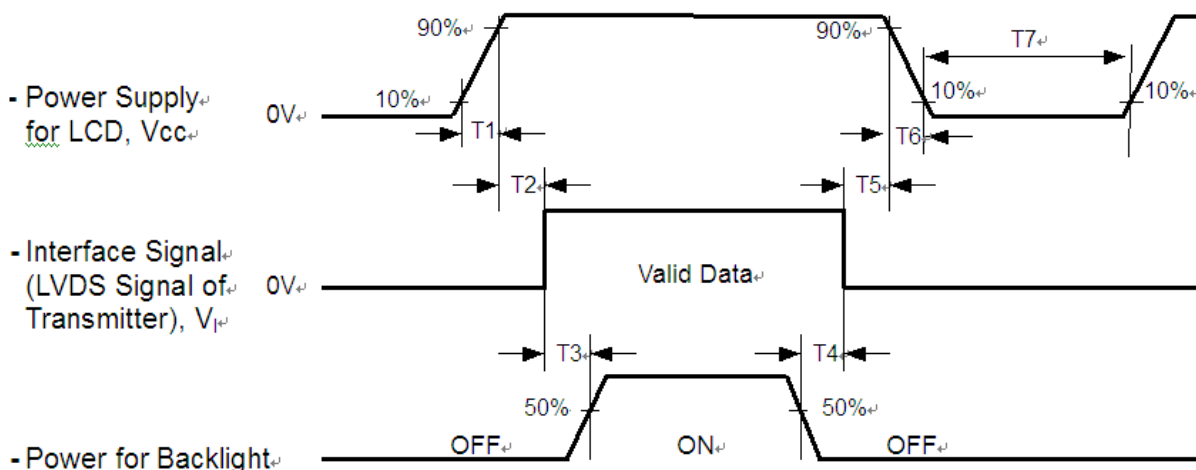 90%
90%
T7
- Power Supply
for LCD, Vcc
0V
10%
10%
10%
T1
T6
T2
T5
- Interface Signal
(LVDS Signal of
Transmitter), VI
0V
Valid Data
T3
T4
50%
50%
- Power for Backlight
OFF
ON
OFF